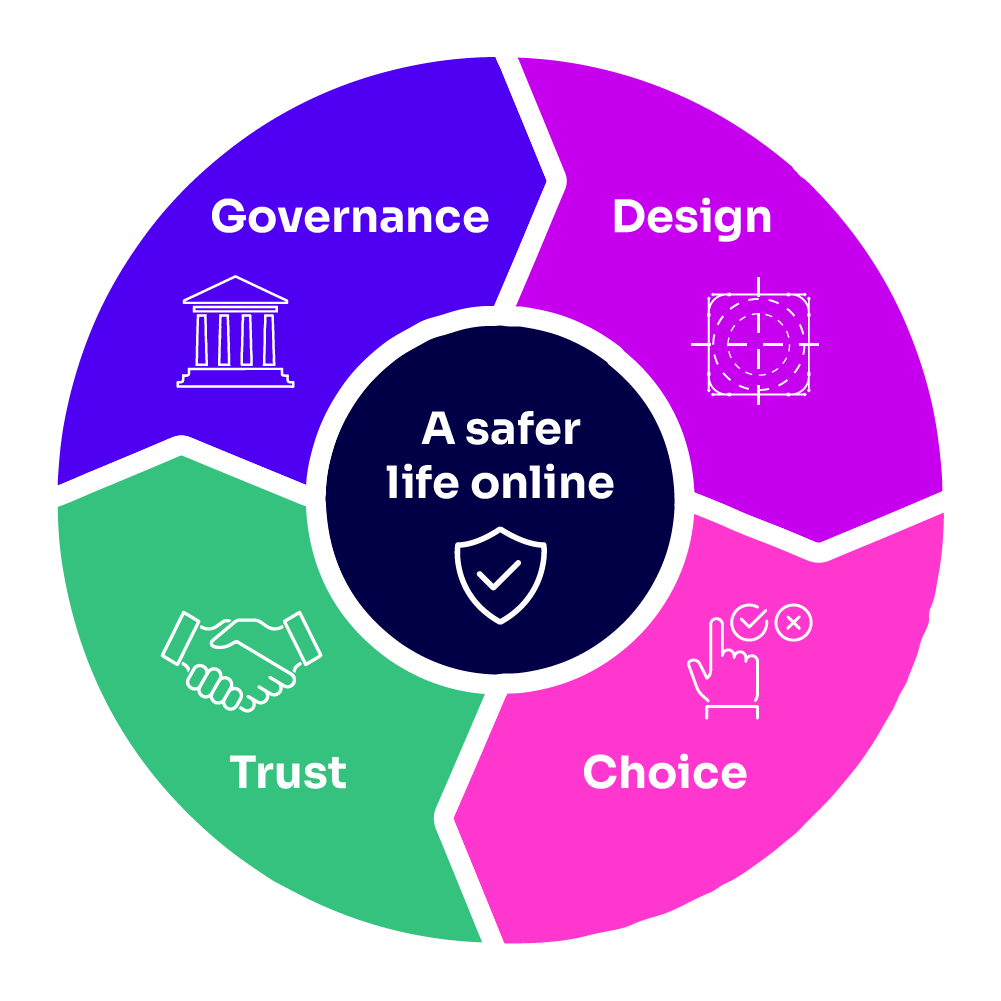 Governance
Design
A safer
life online
Trust
Choice